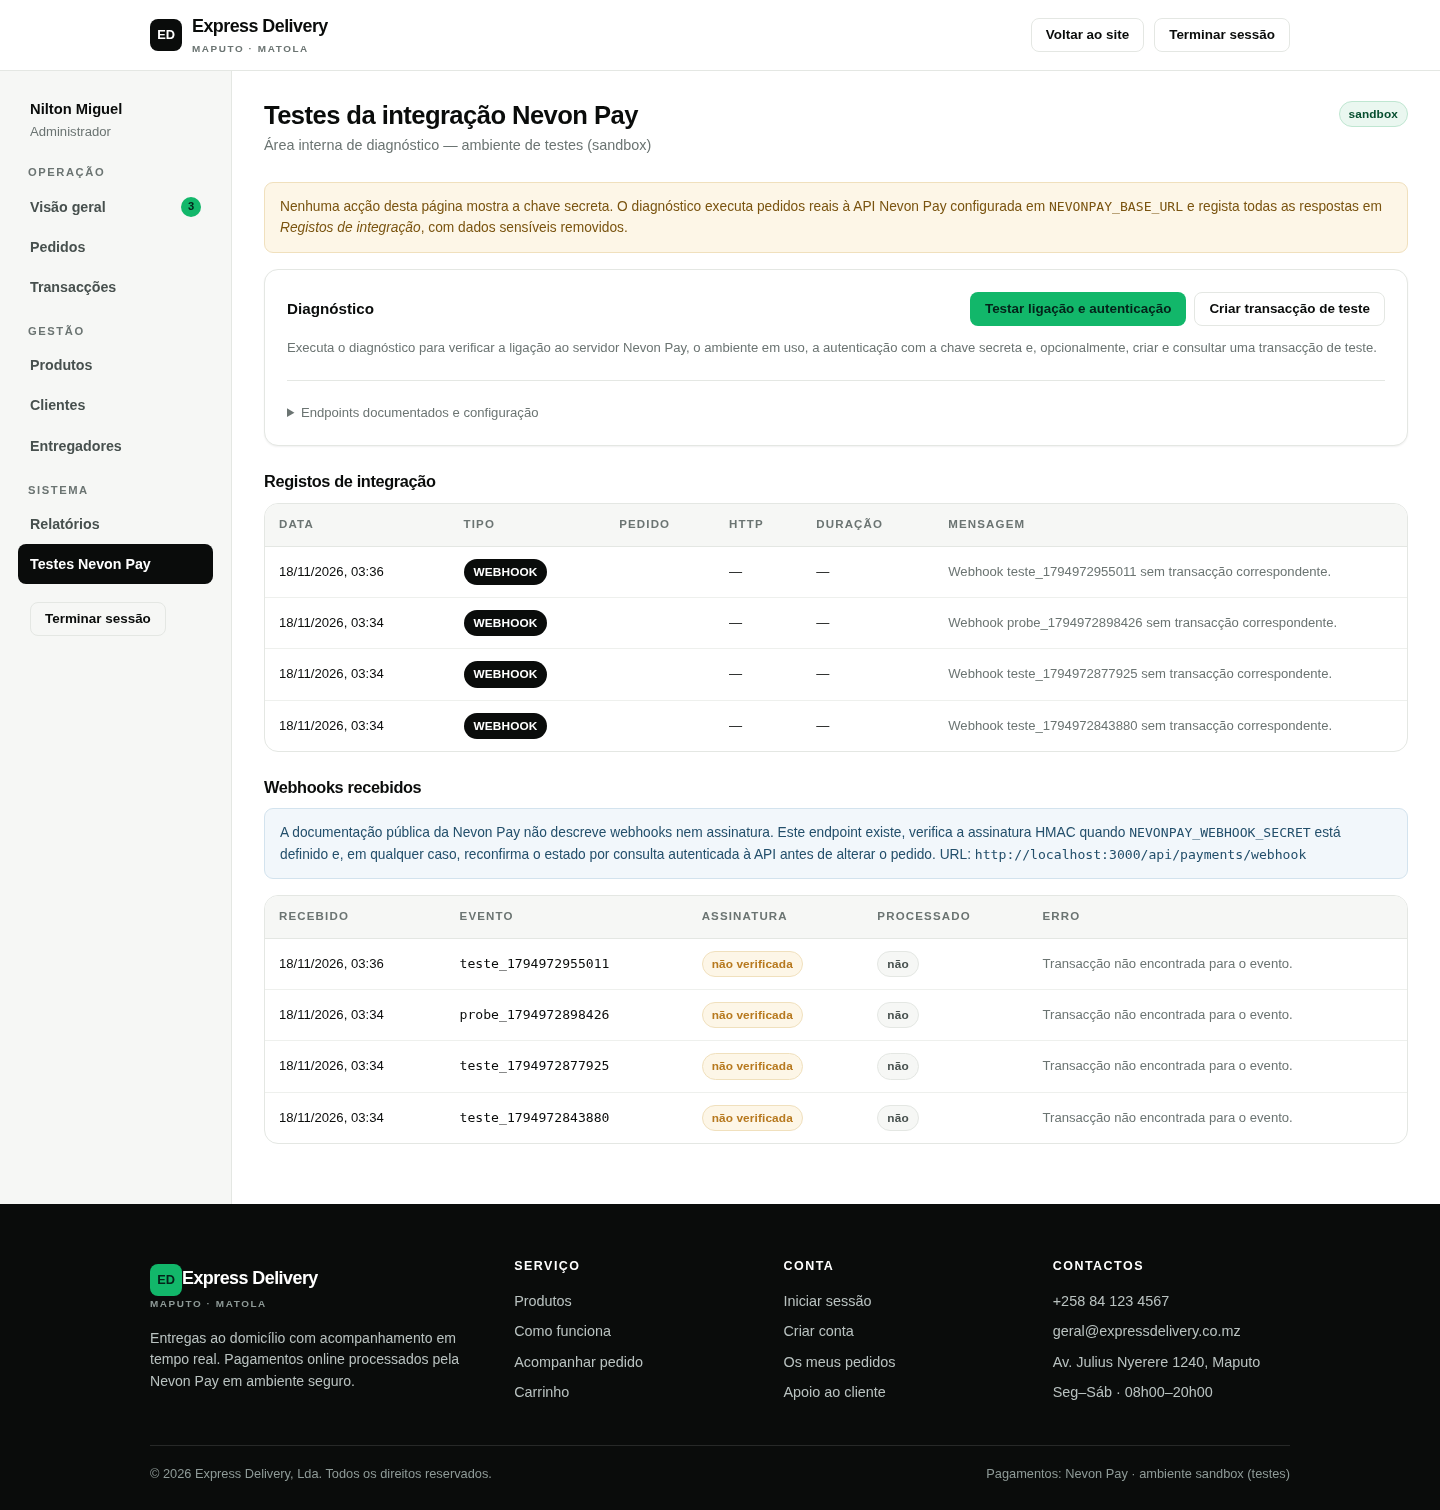 ED
Express Delivery
MAPUTO · MATOLA
Voltar ao site
Terminar sessão
Nilton Miguel
Administrador
OPERAÇÃO
Visão geral 3
Pedidos
Transacções
GESTÃO
Produtos
Clientes
Entregadores
SISTEMA
Relatórios
Testes Nevon Pay
Terminar sessão
Testes da integração Nevon Pay
sandbox
Área interna de diagnóstico — ambiente de testes (sandbox)
Nenhuma acção desta página mostra a chave secreta. O diagnóstico executa pedidos reais à API Nevon Pay configurada em NEVONPAY_BASE_URL e regista todas as respostas em
Registos de integração, com dados sensíveis removidos.
Diagnóstico
Testar ligação e autenticação
Criar transacção de teste
Executa o diagnóstico para verificar a ligação ao servidor Nevon Pay, o ambiente em uso, a autenticação com a chave secreta e, opcionalmente, criar e consultar uma transacção de teste.
▶ Endpoints documentados e configuração
Registos de integração
DATA TIPO PEDIDO HTTP DURAÇÃO MENSAGEM
18/11/2026, 03:36 WEBHOOK — — Webhook teste_1794972955011 sem transacção correspondente.
18/11/2026, 03:34 WEBHOOK — — Webhook probe_1794972898426 sem transacção correspondente.
18/11/2026, 03:34 WEBHOOK — — Webhook teste_1794972877925 sem transacção correspondente.
18/11/2026, 03:34 WEBHOOK — — Webhook teste_1794972843880 sem transacção correspondente.
Webhooks recebidos
A documentação pública da Nevon Pay não descreve webhooks nem assinatura. Este endpoint existe, verifica a assinatura HMAC quando NEVONPAY_WEBHOOK_SECRET está
definido e, em qualquer caso, reconfirma o estado por consulta autenticada à API antes de alterar o pedido. URL: http://localhost:3000/api/payments/webhook
RECEBIDO EVENTO ASSINATURA PROCESSADO ERRO
18/11/2026, 03:36 teste_1794972955011 não verificada não Transacção não encontrada para o evento.
18/11/2026, 03:34 probe_1794972898426 não verificada não Transacção não encontrada para o evento.
18/11/2026, 03:34 teste_1794972877925 não verificada não Transacção não encontrada para o evento.
18/11/2026, 03:34 teste_1794972843880 não verificada não Transacção não encontrada para o evento.
ED Express Delivery
MAPUTO · MATOLA
Entregas ao domicílio com acompanhamento em
tempo real. Pagamentos online processados pela
Nevon Pay em ambiente seguro.
SERVIÇO
Produtos
Como funciona
Acompanhar pedido
Carrinho
CONTA
Iniciar sessão
Criar conta
Os meus pedidos
Apoio ao cliente
CONTACTOS
+258 84 123 4567
geral@expressdelivery.co.mz
Av. Julius Nyerere 1240, Maputo
Seg–Sáb · 08h00–20h00
© 2026 Express Delivery, Lda. Todos os direitos reservados.
Pagamentos: Nevon Pay · ambiente sandbox (testes)